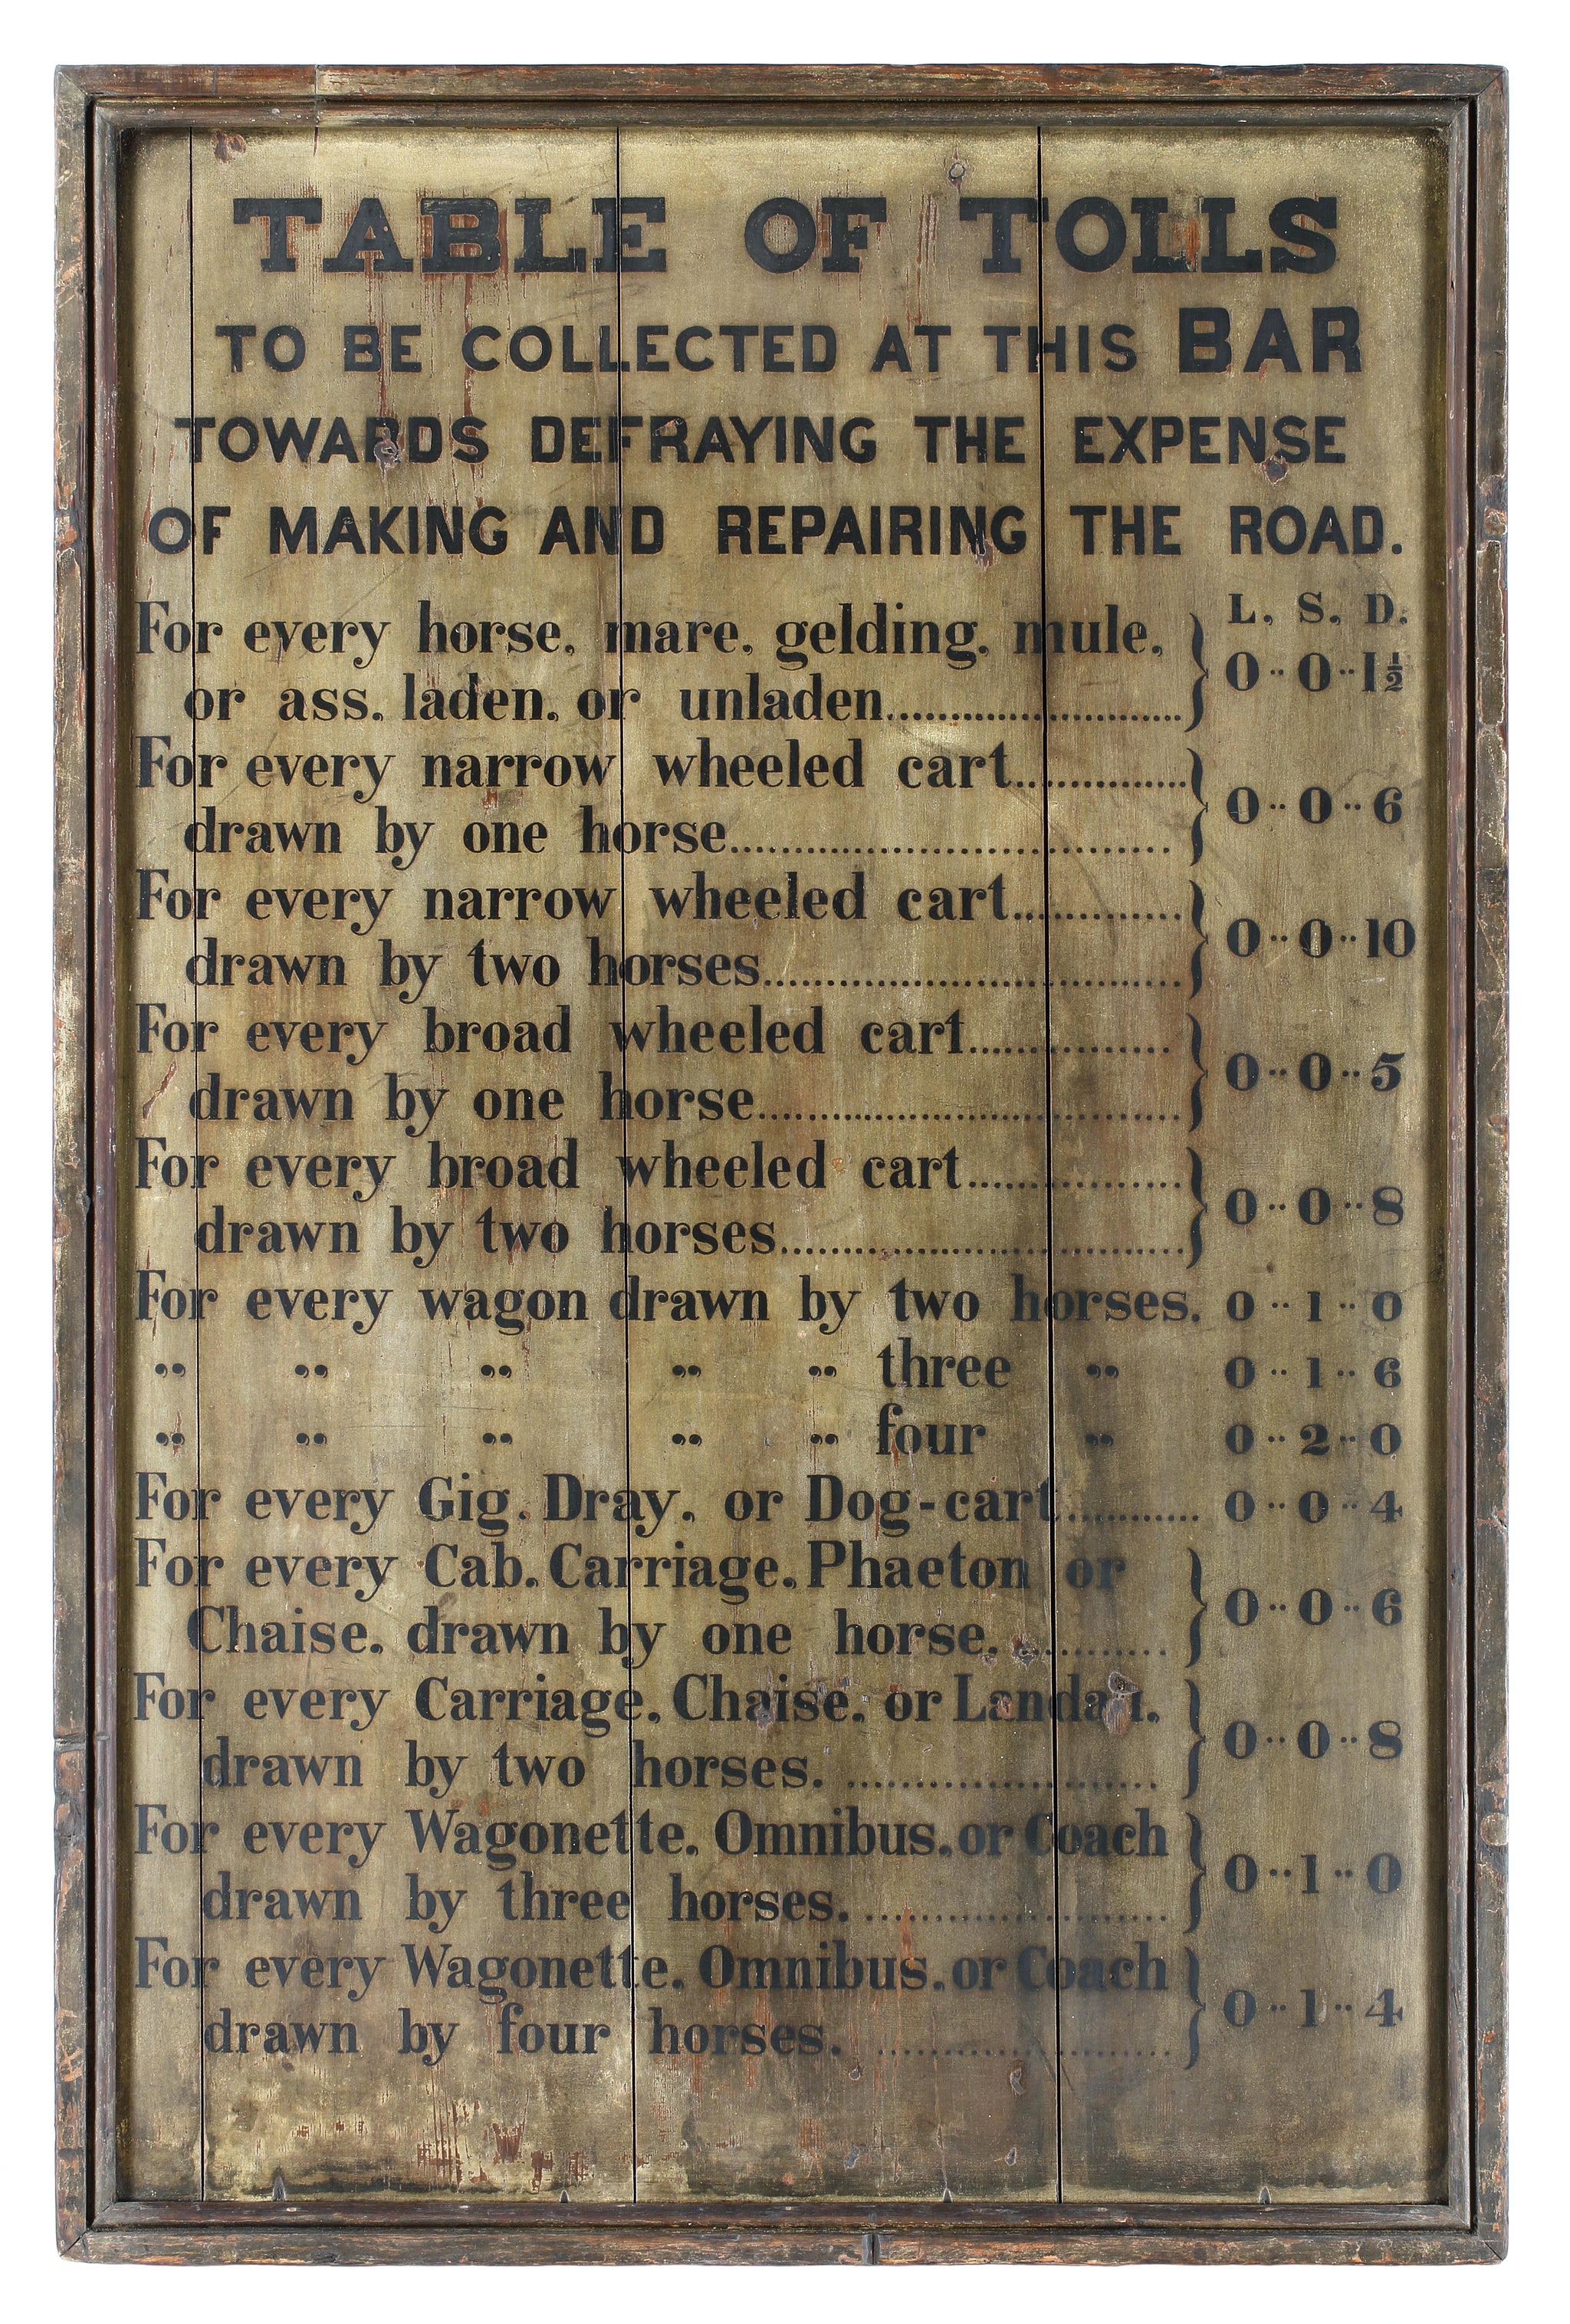 TABLE OF TOLLS
TO BE COLLECTED AT THIS BAR
TOWARDS DEFRAYING THE EXPENSE
OF MAKING AND REPAIRING THE ROAD.
L. S. D.
For every horse, mare, gelding, mule,
or ass, laden, or unladen.............................. 0··0··1½
For every narrow wheeled cart................
drawn by one horse.................................... 0··0··6
For every narrow wheeled cart................
drawn by two horses.................................. 0··0··10
For every broad wheeled cart...................
drawn by one horse.................................... 0··0··5
For every broad wheeled cart...................
drawn by two horses.................................. 0··0··8
For every wagon drawn by two horses. 0··1··0
„ „ „ „ „ three „ 0··1··6
„ „ „ „ „ four „ 0··2··0
For every Gig, Dray, or Dog-cart........... 0··0··4
For every Cab, Carriage, Phaeton or
Chaise, drawn by one horse. ............ 0··0··6
For every Carriage, Chaise, or Landau,
drawn by two horses. ........................ 0··0··8
For every Wagonette, Omnibus, or Coach
drawn by three horses. ....................... 0··1··0
For every Wagonette, Omnibus, or Coach
drawn by four horses. ....................... 0··1··4